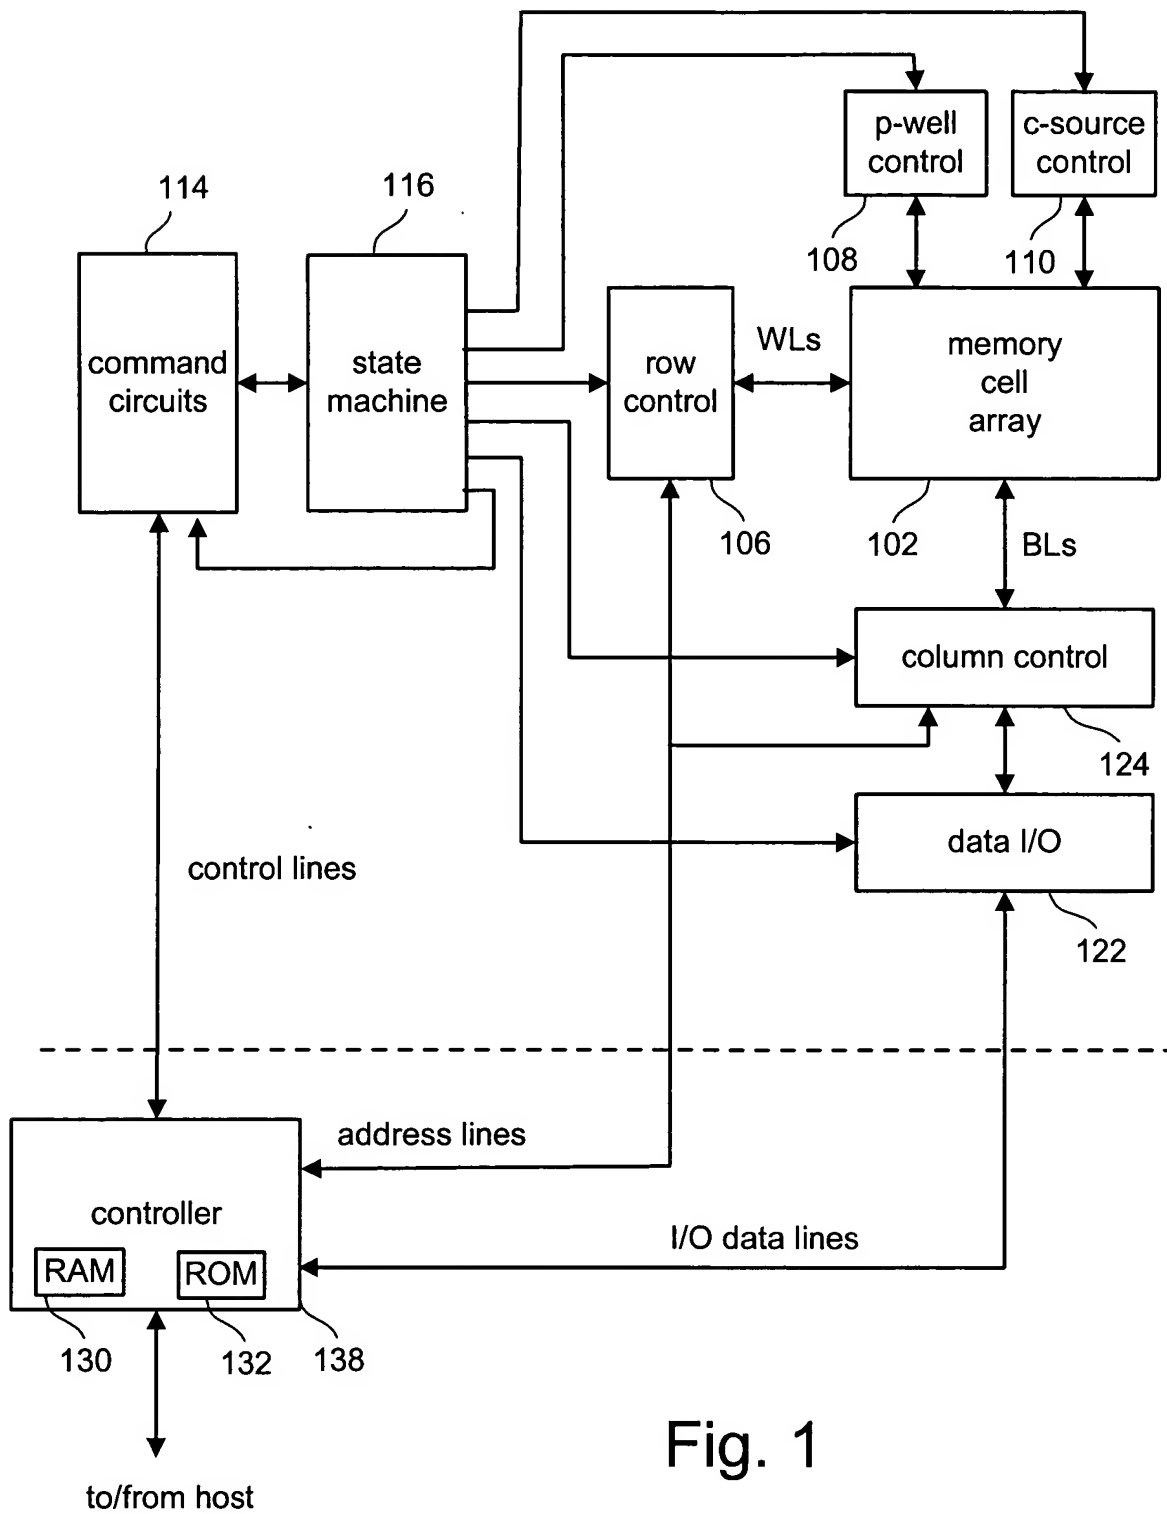 p-well
control
c-source
control
114
116
108
110
command
circuits
state
machine
row
control
WLs
memory
cell
array
106
102
BLs
column control
124
data I/O
control lines
122
address lines
controller
I/O data lines
RAM
ROM
130
132
138
Fig. 1
to/from host